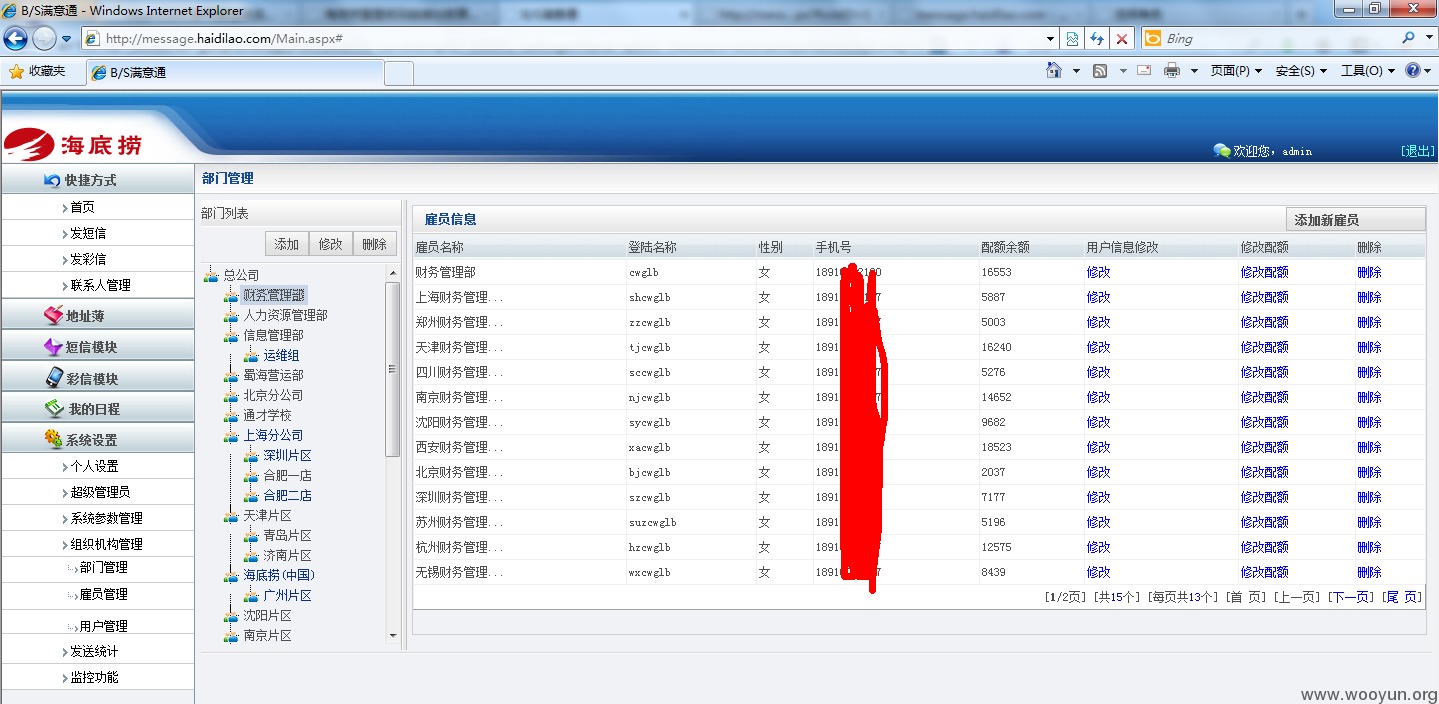 B/S满意通 - Windows Internet Explorer
http://message.haidilao.com/Main.aspx#
Bing
收藏夹
B/S满意通
页面(P)
安全(S)
工具(O)
海底捞
欢迎您，admin
[退出]
快捷方式
首页
发短信
发彩信
联系人管理
地址薄
短信模块
彩信模块
我的日程
系统设置
个人设置
超级管理员
系统参数管理
组织机构管理
部门管理
雇员管理
用户管理
发送统计
监控功能
部门管理
部门列表
添加 修改 删除
总公司
财务管理部
人力资源管理部
信息管理部
运维组
蜀海营运部
北京分公司
通才学校
上海分公司
深圳片区
合肥一店
合肥二店
天津片区
青岛片区
济南片区
海底捞(中国)
广州片区
沈阳片区
南京片区
雇员信息 添加新雇员
雇员名称 登陆名称 性别 手机号 配额余额 用户信息修改 修改配额 删除
财务管理部 cwglb 女 1891 16553 修改 修改配额 删除
上海财务管理... shcwglb 女 1891 5887 修改 修改配额 删除
郑州财务管理... zzcwglb 女 1891 5003 修改 修改配额 删除
天津财务管理... tjcwglb 女 1891 16240 修改 修改配额 删除
四川财务管理... sccwglb 女 1891 5276 修改 修改配额 删除
南京财务管理... njcwglb 女 1891 14652 修改 修改配额 删除
沈阳财务管理... sycwglb 女 1891 9682 修改 修改配额 删除
西安财务管理... xacwglb 女 1891 18523 修改 修改配额 删除
北京财务管理... bjcwglb 女 1891 2037 修改 修改配额 删除
深圳财务管理... szcwglb 女 1891 7177 修改 修改配额 删除
苏州财务管理... suzcwglb 女 1891 5196 修改 修改配额 删除
杭州财务管理... hzcwglb 女 1891 12575 修改 修改配额 删除
无锡财务管理... wxcwglb 女 1891 8439 修改 修改配额 删除
[1/2页] [共15个] [每页共13个] [首 页] [上一页] [下一页] [尾 页]
www.wooyun.org